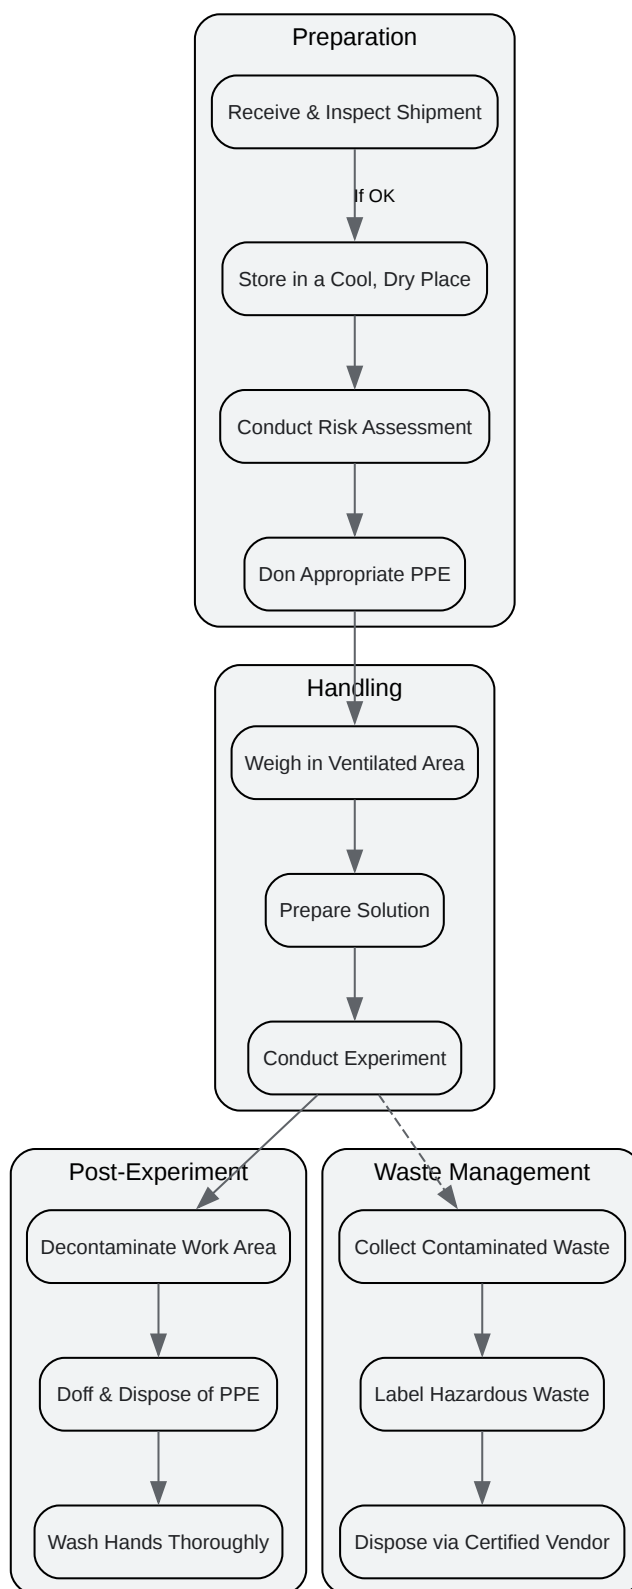 Preparation
Receive & Inspect Shipment
If OK
Store in a Cool, Dry Place
Conduct Risk Assessment
Don Appropriate PPE
Handling
Weigh in Ventilated Area
Prepare Solution
Conduct Experiment
Post-Experiment
Decontaminate Work Area
Doff & Dispose of PPE
Wash Hands Thoroughly
Waste Management
Collect Contaminated Waste
Label Hazardous Waste
Dispose via Certified Vendor